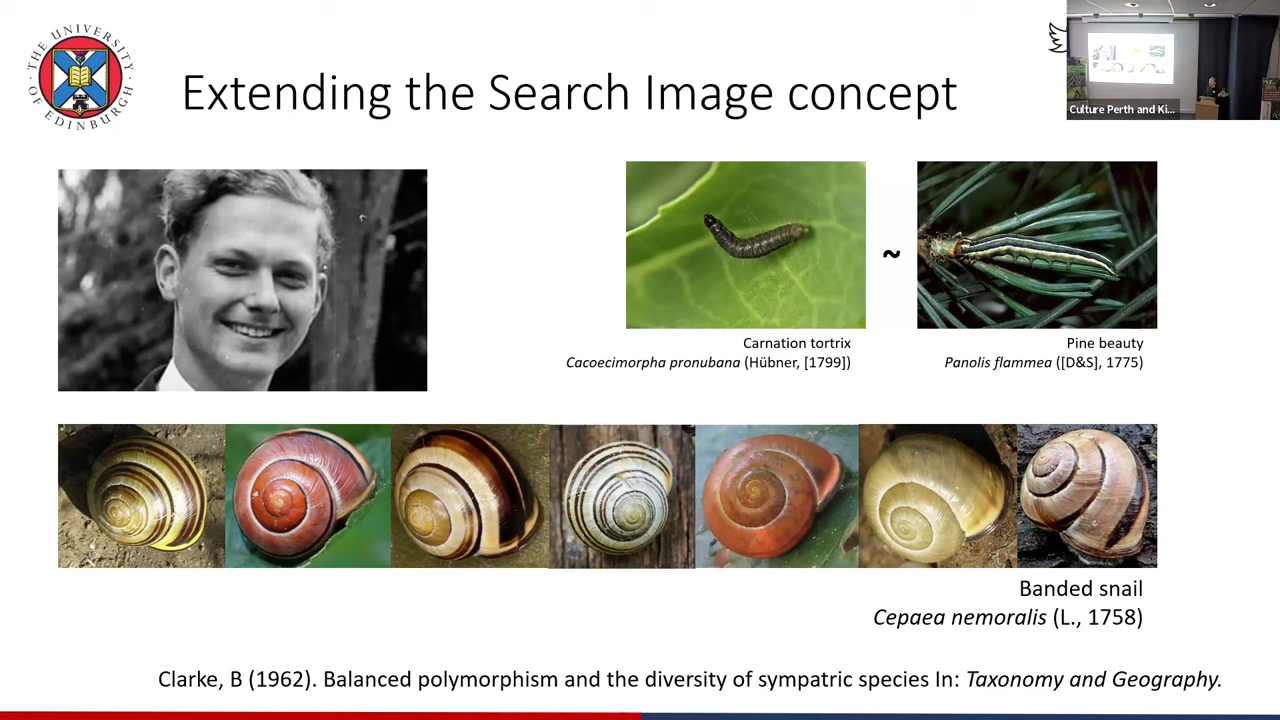 THE UNIVERSITY OF EDINBURGH
Extending the Search Image concept
Culture Perth and Ki...
~
Carnation tortrix
Cacoecimorpha pronubana (Hübner, [1799])
Pine beauty
Panolis flammea ([D&S], 1775)
Banded snail
Cepaea nemoralis (L., 1758)
Clarke, B (1962). Balanced polymorphism and the diversity of sympatric species In: Taxonomy and Geography.